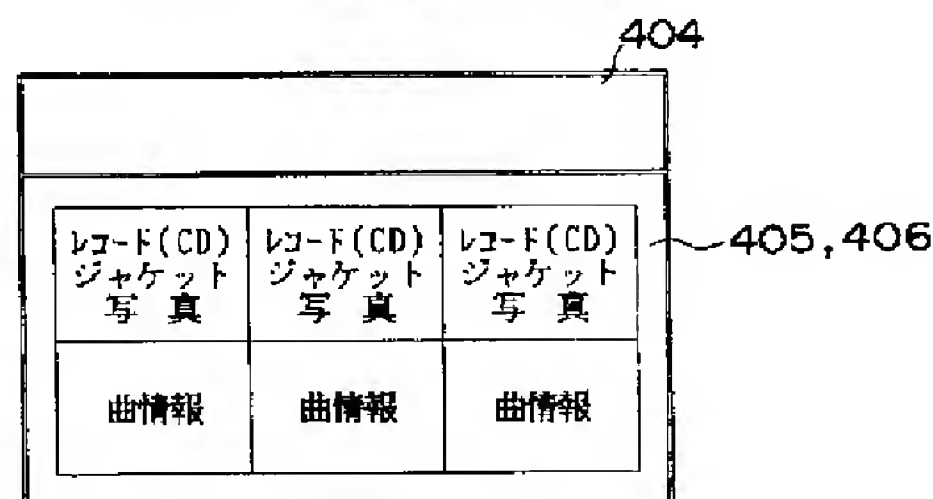 404
レコード(CD) レコード(CD) レコード(CD)
ジャケット ジャケット ジャケット
写 真 写 真 写 真
405,406
曲情報 曲情報 曲情報